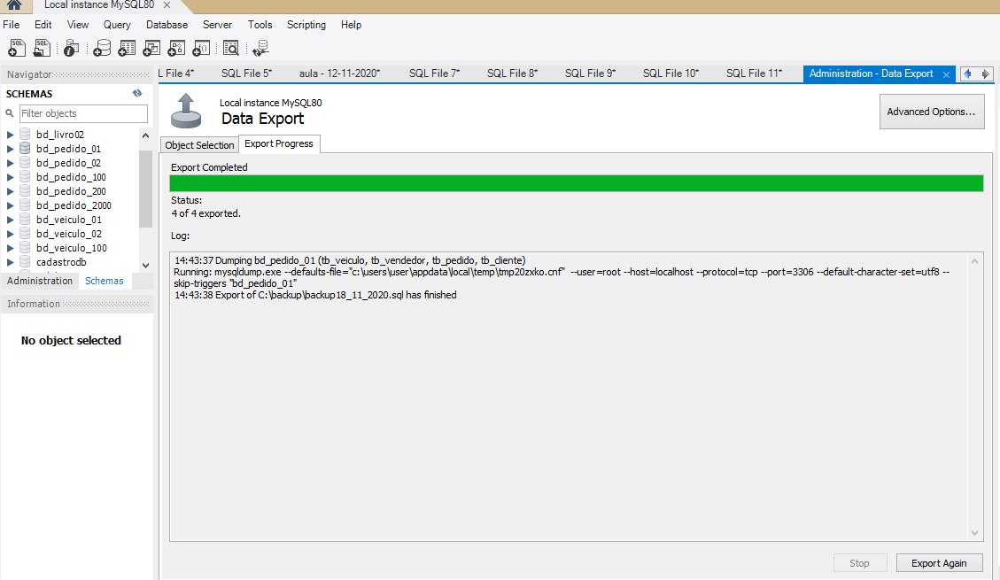 Local instance MySQL80 ×
File Edit View Query Database Server Tools Scripting Help
Navigator
L File 4* SQL File 5* aula - 12-11-2020* SQL File 7* SQL File 8* SQL File 9* SQL File 10* SQL File 11* Administration - Data Export ×
SCHEMAS
Filter objects
bd_livro02
bd_pedido_01
bd_pedido_02
bd_pedido_100
bd_pedido_200
bd_pedido_2000
bd_veiculo_01
bd_veiculo_02
bd_veiculo_100
cadastrodb
Administration Schemas
Information
No object selected
Local instance MySQL80
Data Export
Advanced Options...
Object Selection Export Progress
Export Completed
Status:
4 of 4 exported.
Log:
14:43:37 Dumping bd_pedido_01 (tb_veiculo, tb_vendedor, tb_pedido, tb_cliente)
Running: mysqldump.exe --defaults-file="c:\users\user\appdata\local\temp\tmp20zxko.cnf" --user=root --host=localhost --protocol=tcp --port=3306 --default-character-set=utf8 --
skip-triggers "bd_pedido_01"
14:43:38 Export of C:\backup\backup18_11_2020.sql has finished
Stop Export Again